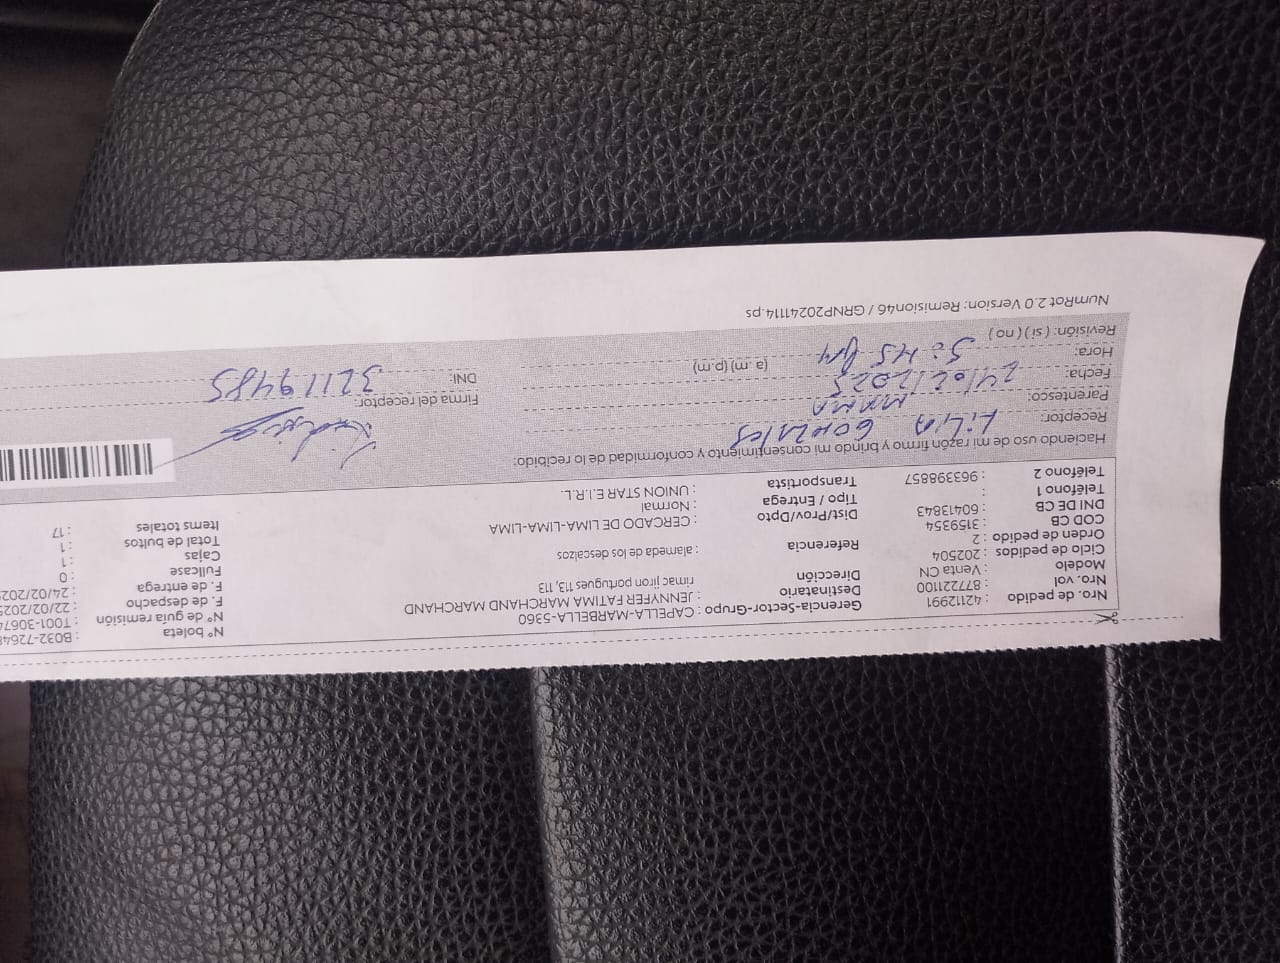 Nro. de pedido : 42112991
Nro. vol : 877221100
Modelo : Venta CN
Ciclo de pedidos : 202504
Orden de pedido : 2
COD CB : 3159354
DNI DE CB : 60413843
Teléfono 1 :
Teléfono 2 : 963398857
Gerencia-Sector-Grupo : CAPELLA-MARBELLA-5360
Destinatario : JENNYFER FATIMA MARCHAND MARCHAND
Dirección rimac jiron portugues 113, 113
Referencia : alameda de los descalzos
Dist/Prov/Dpto : CERCADO DE LIMA-LIMA-LIMA
Tipo / Entrega : Normal
Transportista : UNION STAR E.I.R.L.
N° boleta : B032-7264
N° de guía remisión : T001-3067
F. de despacho : 22/02/202
F. de entrega : 24/02/202
Fullcase : 0
Cajas : 1
Total de bultos : 1
Items totales : 17
Haciendo uso de mi razón firmo y brindo mi consentimiento y conformidad de lo recibido:
Receptor: LiLIA GONZALES
Parentesco: MAMA
Fecha: 24/02/2025
Hora: 5:45 (a.m.) (p.m)
Revisión: ( si ) ( no )
Firma del receptor:
DNI: 32119485
NumRot 2.0 Version: Remision46 / GRNP20241114.ps